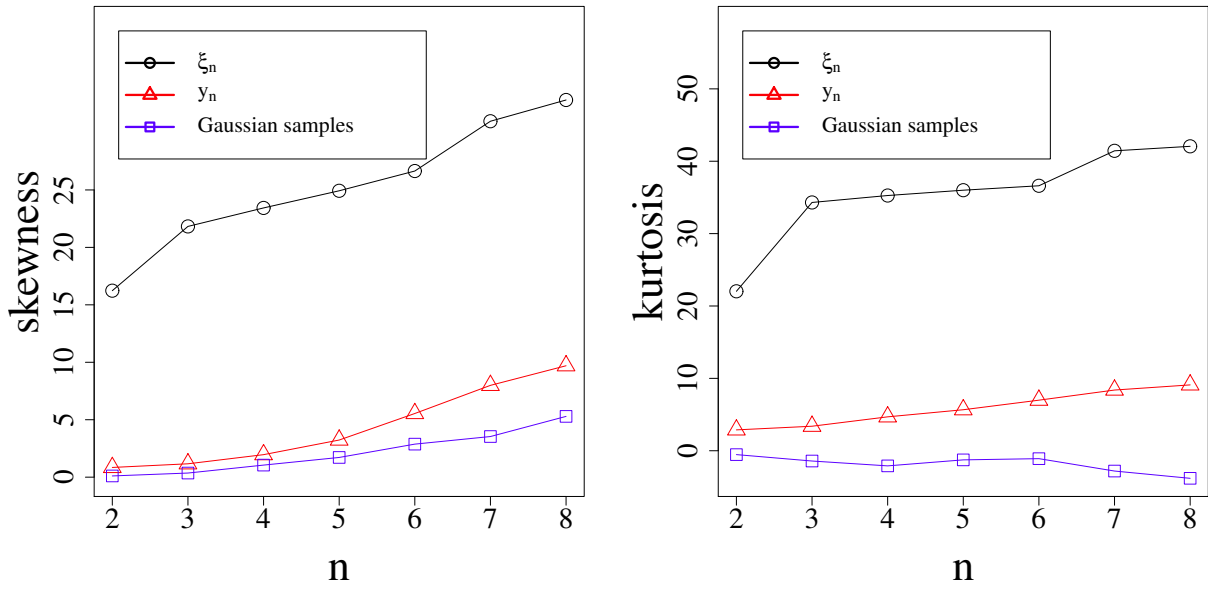 ξn
yn
Gaussian samples
skewness
0 5 10 15 25
2 3 4 5 6 7 8
n
ξn
yn
Gaussian samples
kurtosis
0 10 20 30 40 50
2 3 4 5 6 7 8
n